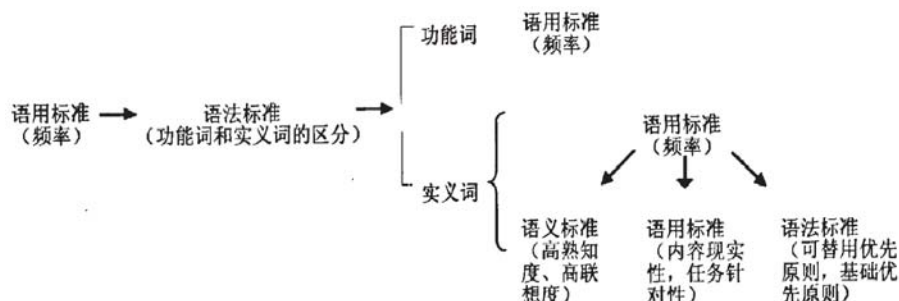 功能词
语用标准
（频率）
语用标准
（频率）
语法标准
（功能词和实义词的区分）
语用标准
（频率）
实义词
语义标准
（高熟知
度、高联
想度）
语用标准
（内容现实
性，任务针
对性）
语法标准
（可替用优先
原则，基础优
先原则）